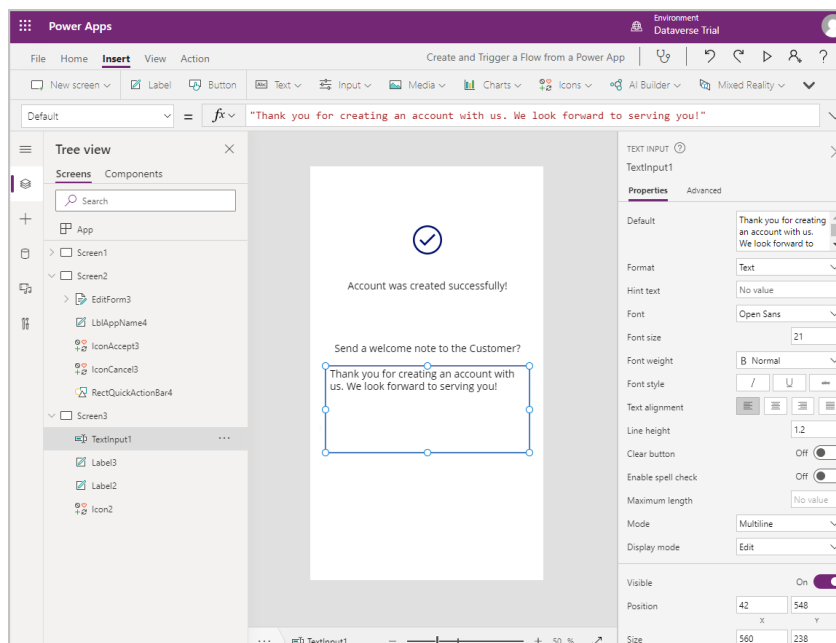 Power Apps
Environment
Dataverse Trial
File Home Insert View Action
Create and Trigger a Flow from a Power App
New screen Label Button Text Input Media Charts Icons AI Builder Mixed Reality
Default = fx "Thank you for creating an account with us. We look forward to serving you!"
Tree view
Screens Components
Search
App
Screen1
Screen2
EditForm3
LblAppName4
IconAccept3
IconCancel3
RectQuickActionBar4
Screen3
TextInput1
Label3
Label2
Icon2
Account was created successfully!
Send a welcome note to the Customer?
Thank you for creating an account with
us. We look forward to serving you!
TextInput1
50 %
TEXT INPUT
TextInput1
Properties Advanced
Default
Thank you for creating
an account with us.
We look forward to
Format Text
Hint text No value
Font Open Sans
Font size 21
Font weight B Normal
Font style / U abc
Text alignment
Line height 1.2
Clear button Off
Enable spell check Off
Maximum length No value
Mode Multiline
Display mode Edit
Visible On
Position 42 548
X Y
Size 560 238